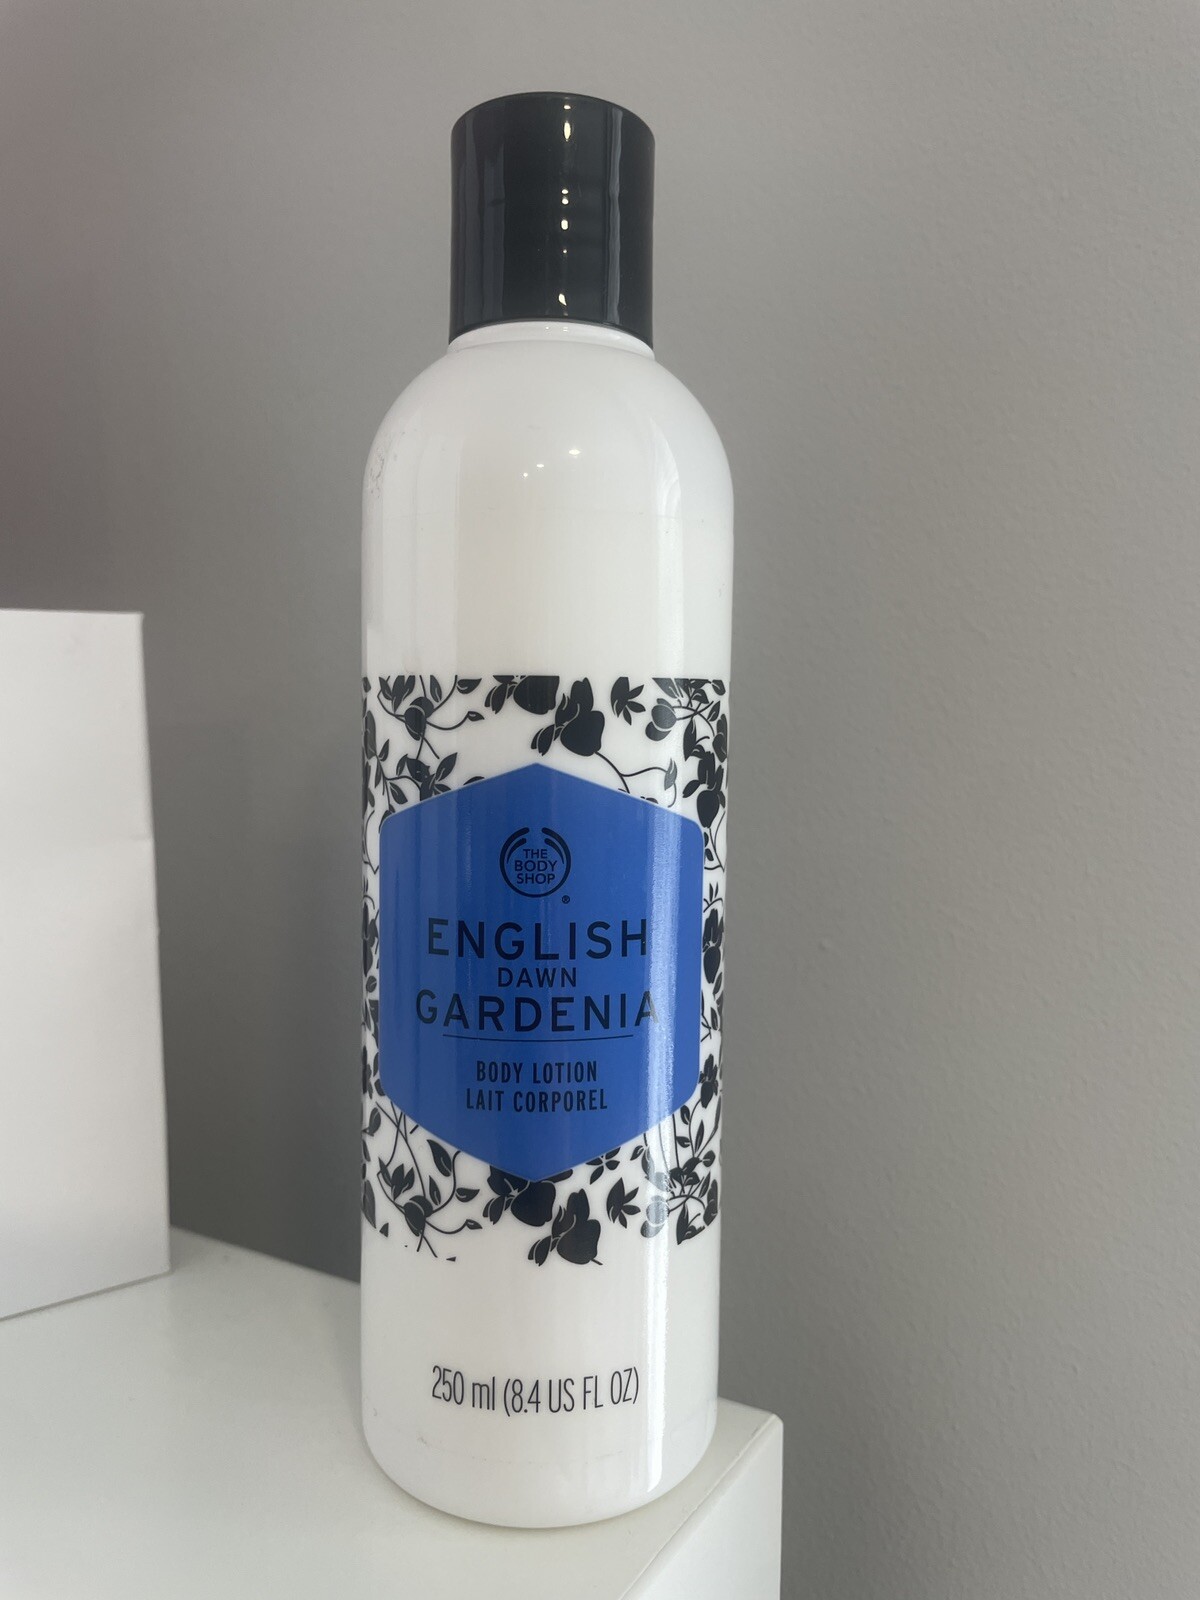 THE
BODY
SHOP
®
ENGLISH
DAWN
GARDENIA
BODY LOTION
LAIT CORPOREL
250 ml (8.4 US FL OZ)